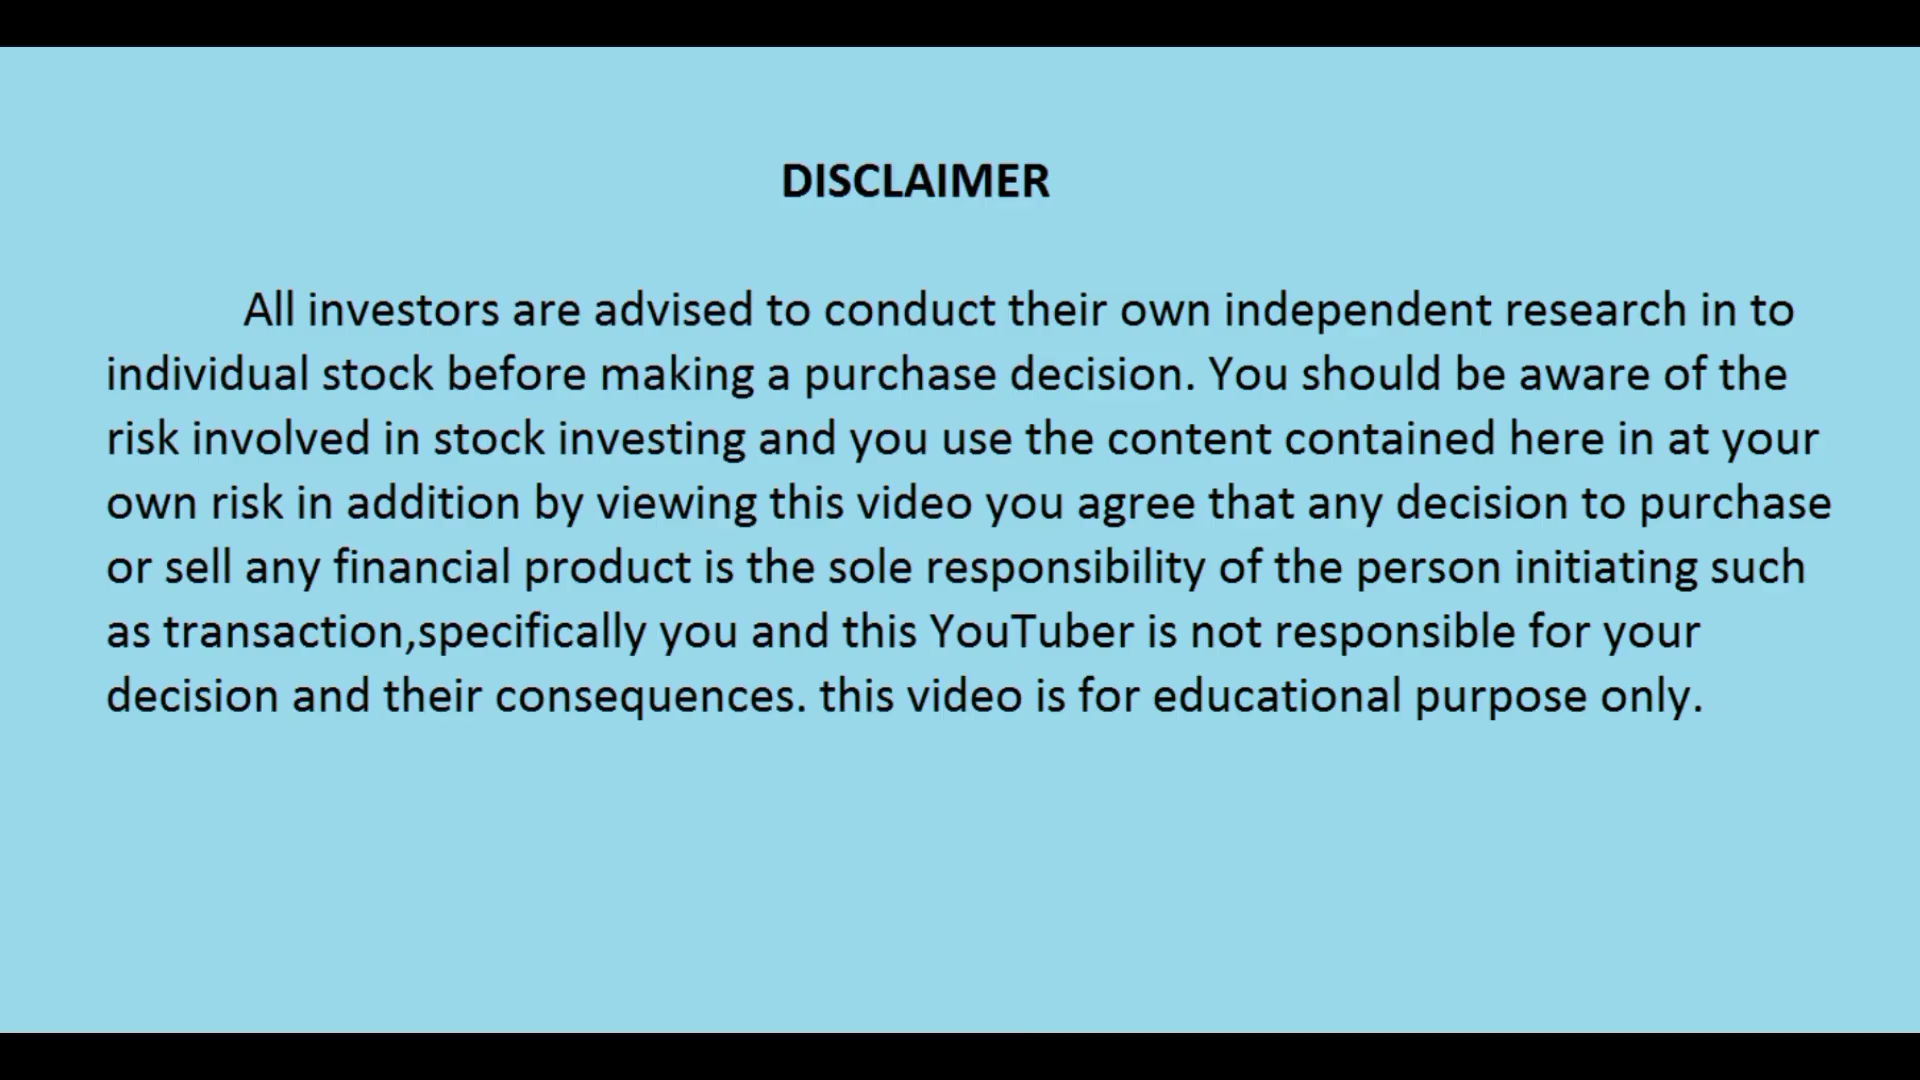 DISCLAIMER
All investors are advised to conduct their own independent research in to
individual stock before making a purchase decision. You should be aware of the
risk involved in stock investing and you use the content contained here in at your
own risk in addition by viewing this video you agree that any decision to purchase
or sell any financial product is the sole responsibility of the person initiating such
as transaction,specifically you and this YouTuber is not responsible for your
decision and their consequences. this video is for educational purpose only.